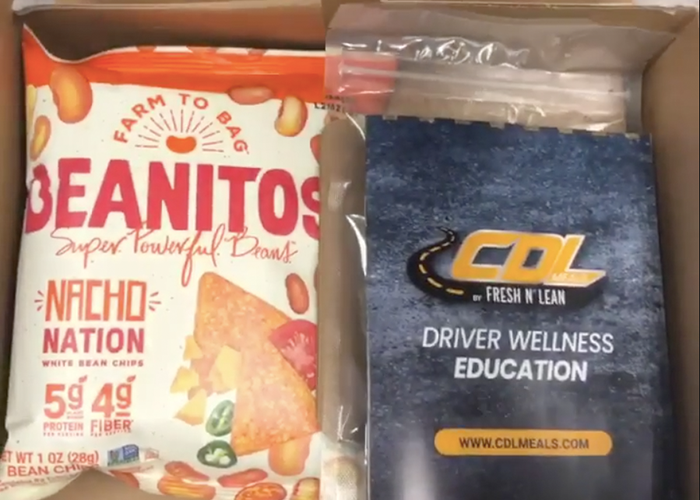 FARM TO BAG
BEANITOS
Super Powerful Beans
NACHO
NATION
WHITE BEAN CHIPS
5g 4g
PROTEIN FIBER
ET WT 1 OZ (28g)
BEAN CHI
CDL
MEALS
BY FRESH N' LEAN
DRIVER WELLNESS
EDUCATION
WWW.CDLMEALS.COM